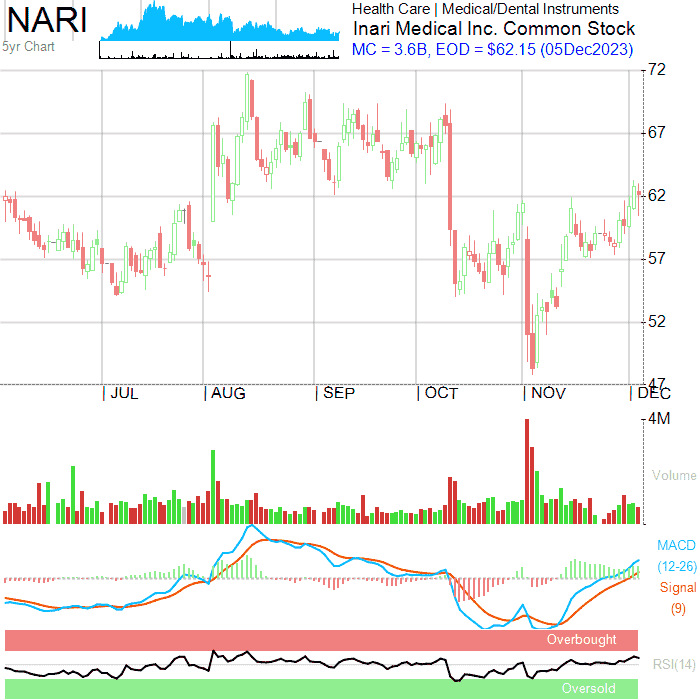 NARI
Health Care | Medical/Dental Instruments
Inari Medical Inc. Common Stock
5yr Chart
MC = 3.6B, EOD = $62.15 (05Dec2023)
72
67
62
57
52
47
JUL AUG SEP OCT NOV DEC
4M
Volume
MACD
(12-26)
Signal
(9)
Overbought
RSI(14)
Oversold